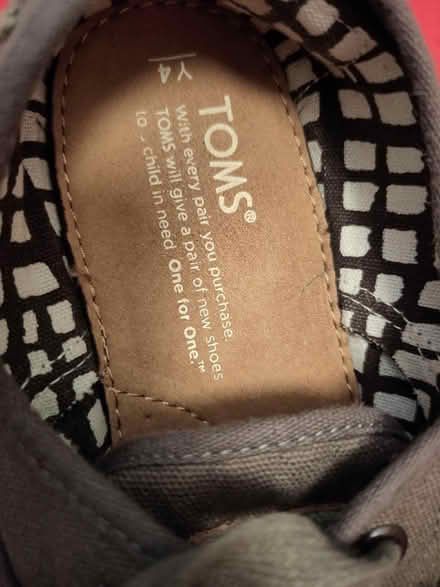 Y 4
TOMS®
With every pair you purchase,
TOMS will give a pair of new shoes
to child in need. One for One.™